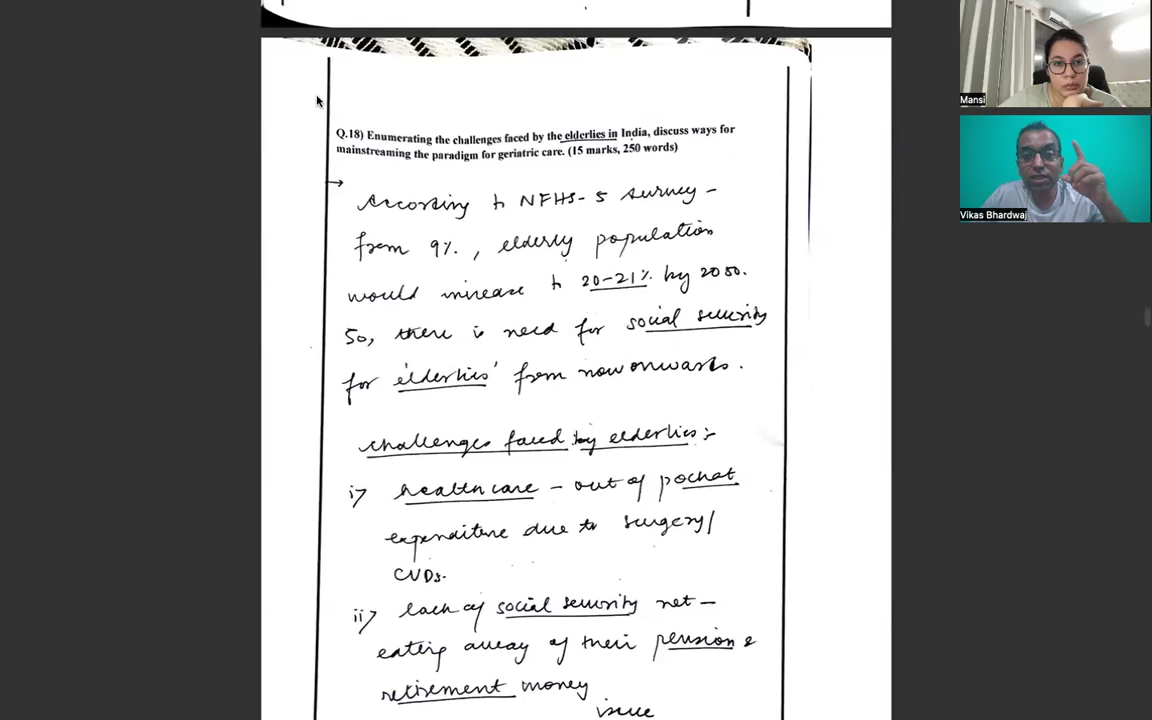 Q.18) Enumerating the challenges faced by the elderlies in India, discuss ways for
mainstreaming the paradigm for geriatric care. (15 marks, 250 words)
According to NFHS-5 survey -
from 9%, elderly population
would increase to 20-21% by 2050.
So, there is need for social security
for 'elderlies' from now onwards.
Challenges faced by elderlies :-
i) healthcare - out of pocket
expenditure due to surgery/
CVDs.
ii) lack of social security net -
eating away of their pension &
retirement money
issue
Mansi
Vikas Bhardwaj